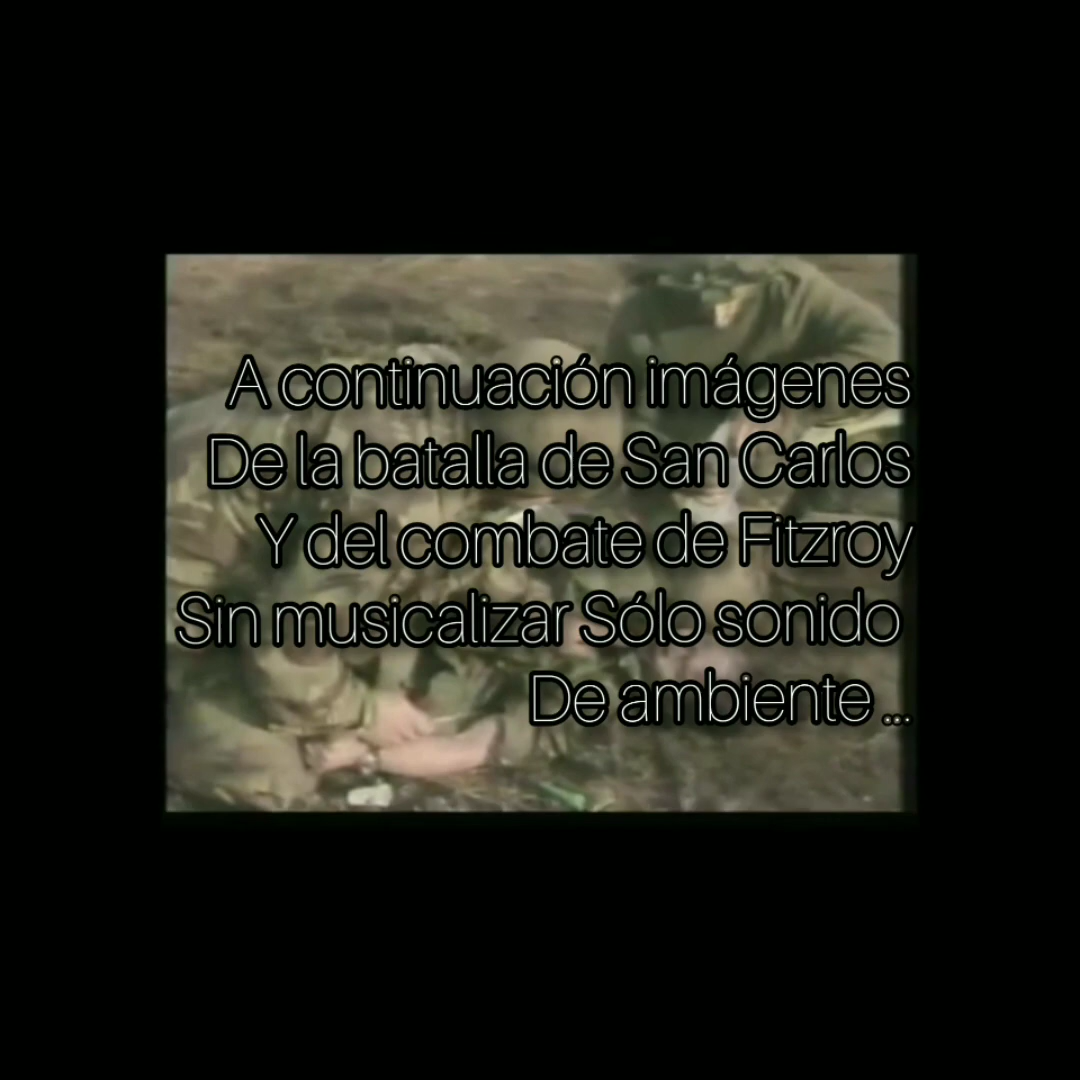 A continuación imágenes
De la batalla de San Carlos
Y del combate de Fitzroy
Sin musicalizar Sólo sonido
De ambiente ...